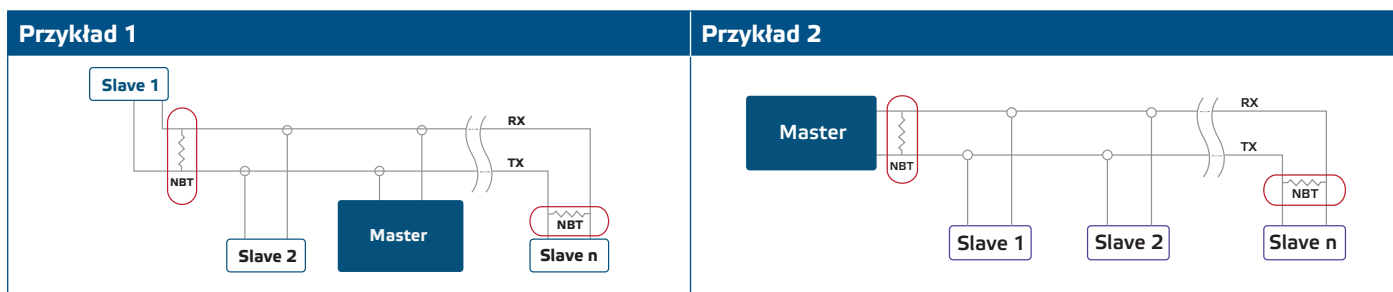 Przykład 1
Slave 1
RX
TX
NBT
NBT
Master
Slave 2
Slave n
Przykład 2
Master
RX
TX
NBT
NBT
Slave 1
Slave 2
Slave n